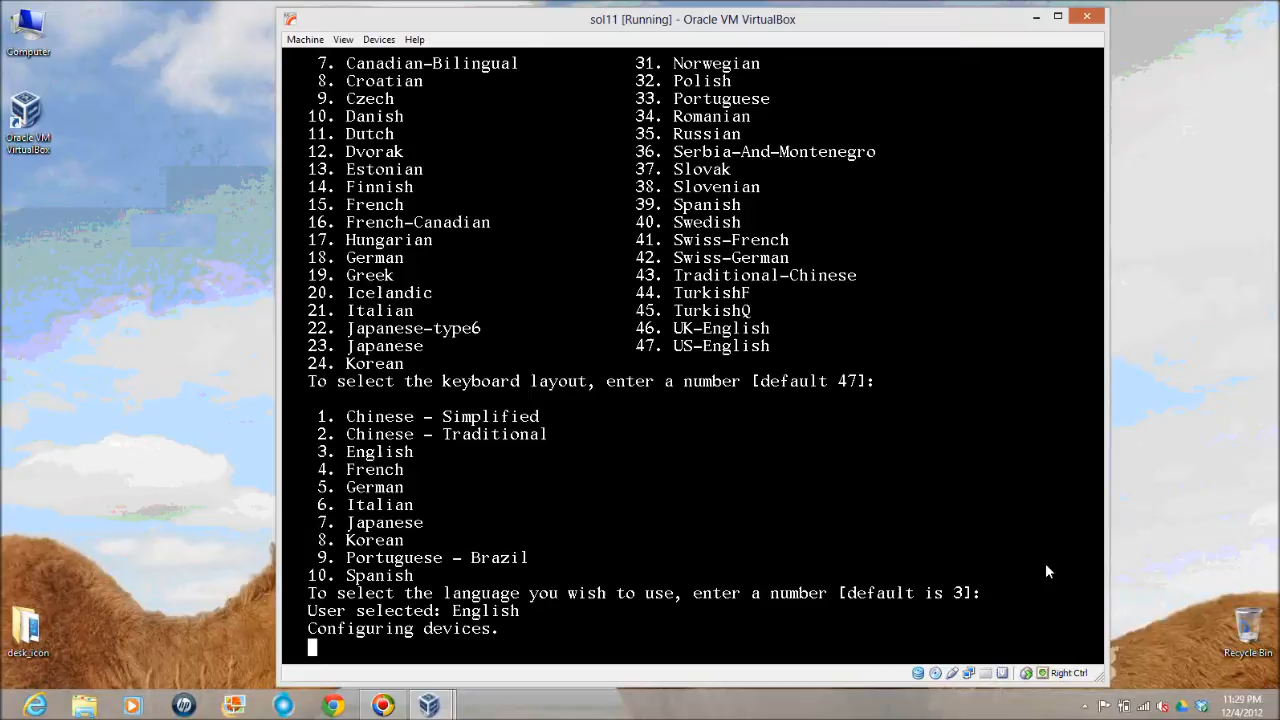 sol11 [Running] - Oracle VM VirtualBox
Machine View Devices Help
7. Canadian-Bilingual 31. Norwegian
8. Croatian 32. Polish
9. Czech 33. Portuguese
10. Danish 34. Romanian
11. Dutch 35. Russian
12. Dvorak 36. Serbia-And-Montenegro
13. Estonian 37. Slovak
14. Finnish 38. Slovenian
15. French 39. Spanish
16. French-Canadian 40. Swedish
17. Hungarian 41. Swiss-French
18. German 42. Swiss-German
19. Greek 43. Traditional-Chinese
20. Icelandic 44. TurkishF
21. Italian 45. TurkishQ
22. Japanese-type6 46. UK-English
23. Japanese 47. US-English
24. Korean
To select the keyboard layout, enter a number [default 47]:
1. Chinese - Simplified
2. Chinese - Traditional
3. English
4. French
5. German
6. Italian
7. Japanese
8. Korean
9. Portuguese - Brazil
10. Spanish
To select the language you wish to use, enter a number [default is 3]:
User selected: English
Configuring devices.
Right Ctrl
Computer
Oracle VM
VirtualBox
desk_icon
Recycle Bin
hp
11:29 PM
12/4/2012